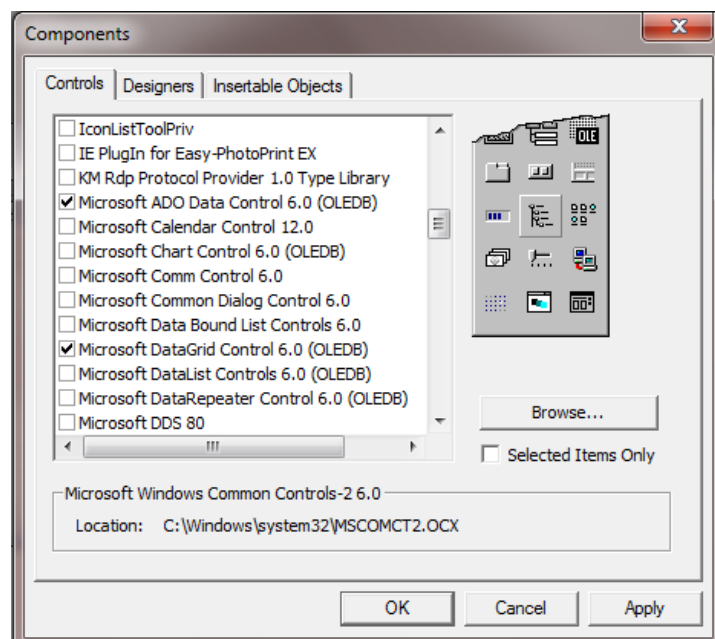 Components
Controls
Designers
Insertable Objects
IconListToolPriv
IE PlugIn for Easy-PhotoPrint EX
KM Rdp Protocol Provider 1.0 Type Library
Microsoft ADO Data Control 6.0 (OLEDB)
Microsoft Calendar Control 12.0
Microsoft Chart Control 6.0 (OLEDB)
Microsoft Comm Control 6.0
Microsoft Common Dialog Control 6.0
Microsoft Data Bound List Controls 6.0
Microsoft DataGrid Control 6.0 (OLEDB)
Microsoft DataList Controls 6.0 (OLEDB)
Microsoft DataRepeater Control 6.0 (OLEDB)
Microsoft DDS 80
OLE
Browse...
Selected Items Only
Microsoft Windows Common Controls-2 6.0
Location: C:\Windows\system32\MSCOMCT2.OCX
OK
Cancel
Apply